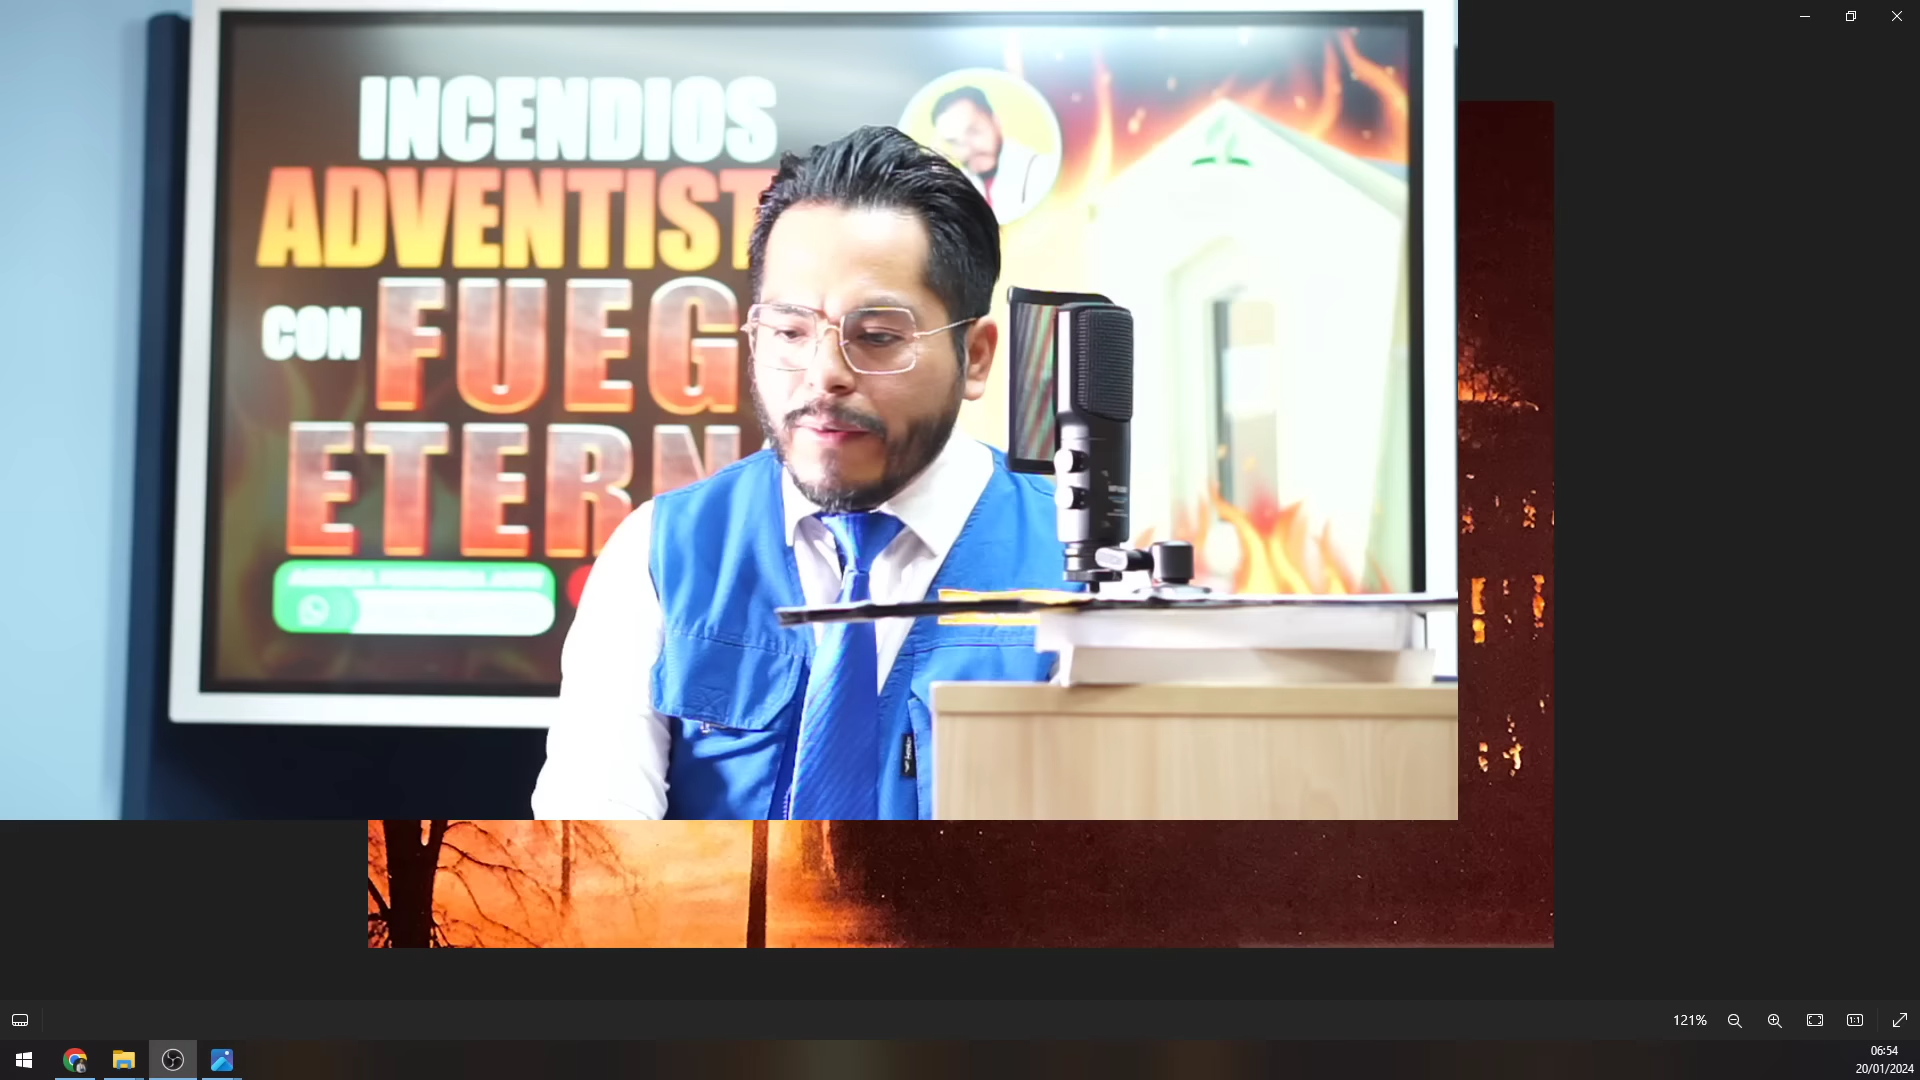 INCENDIOS
ADVENTIST
CON FUEG
ETERN
121%
06:54
20/01/2024